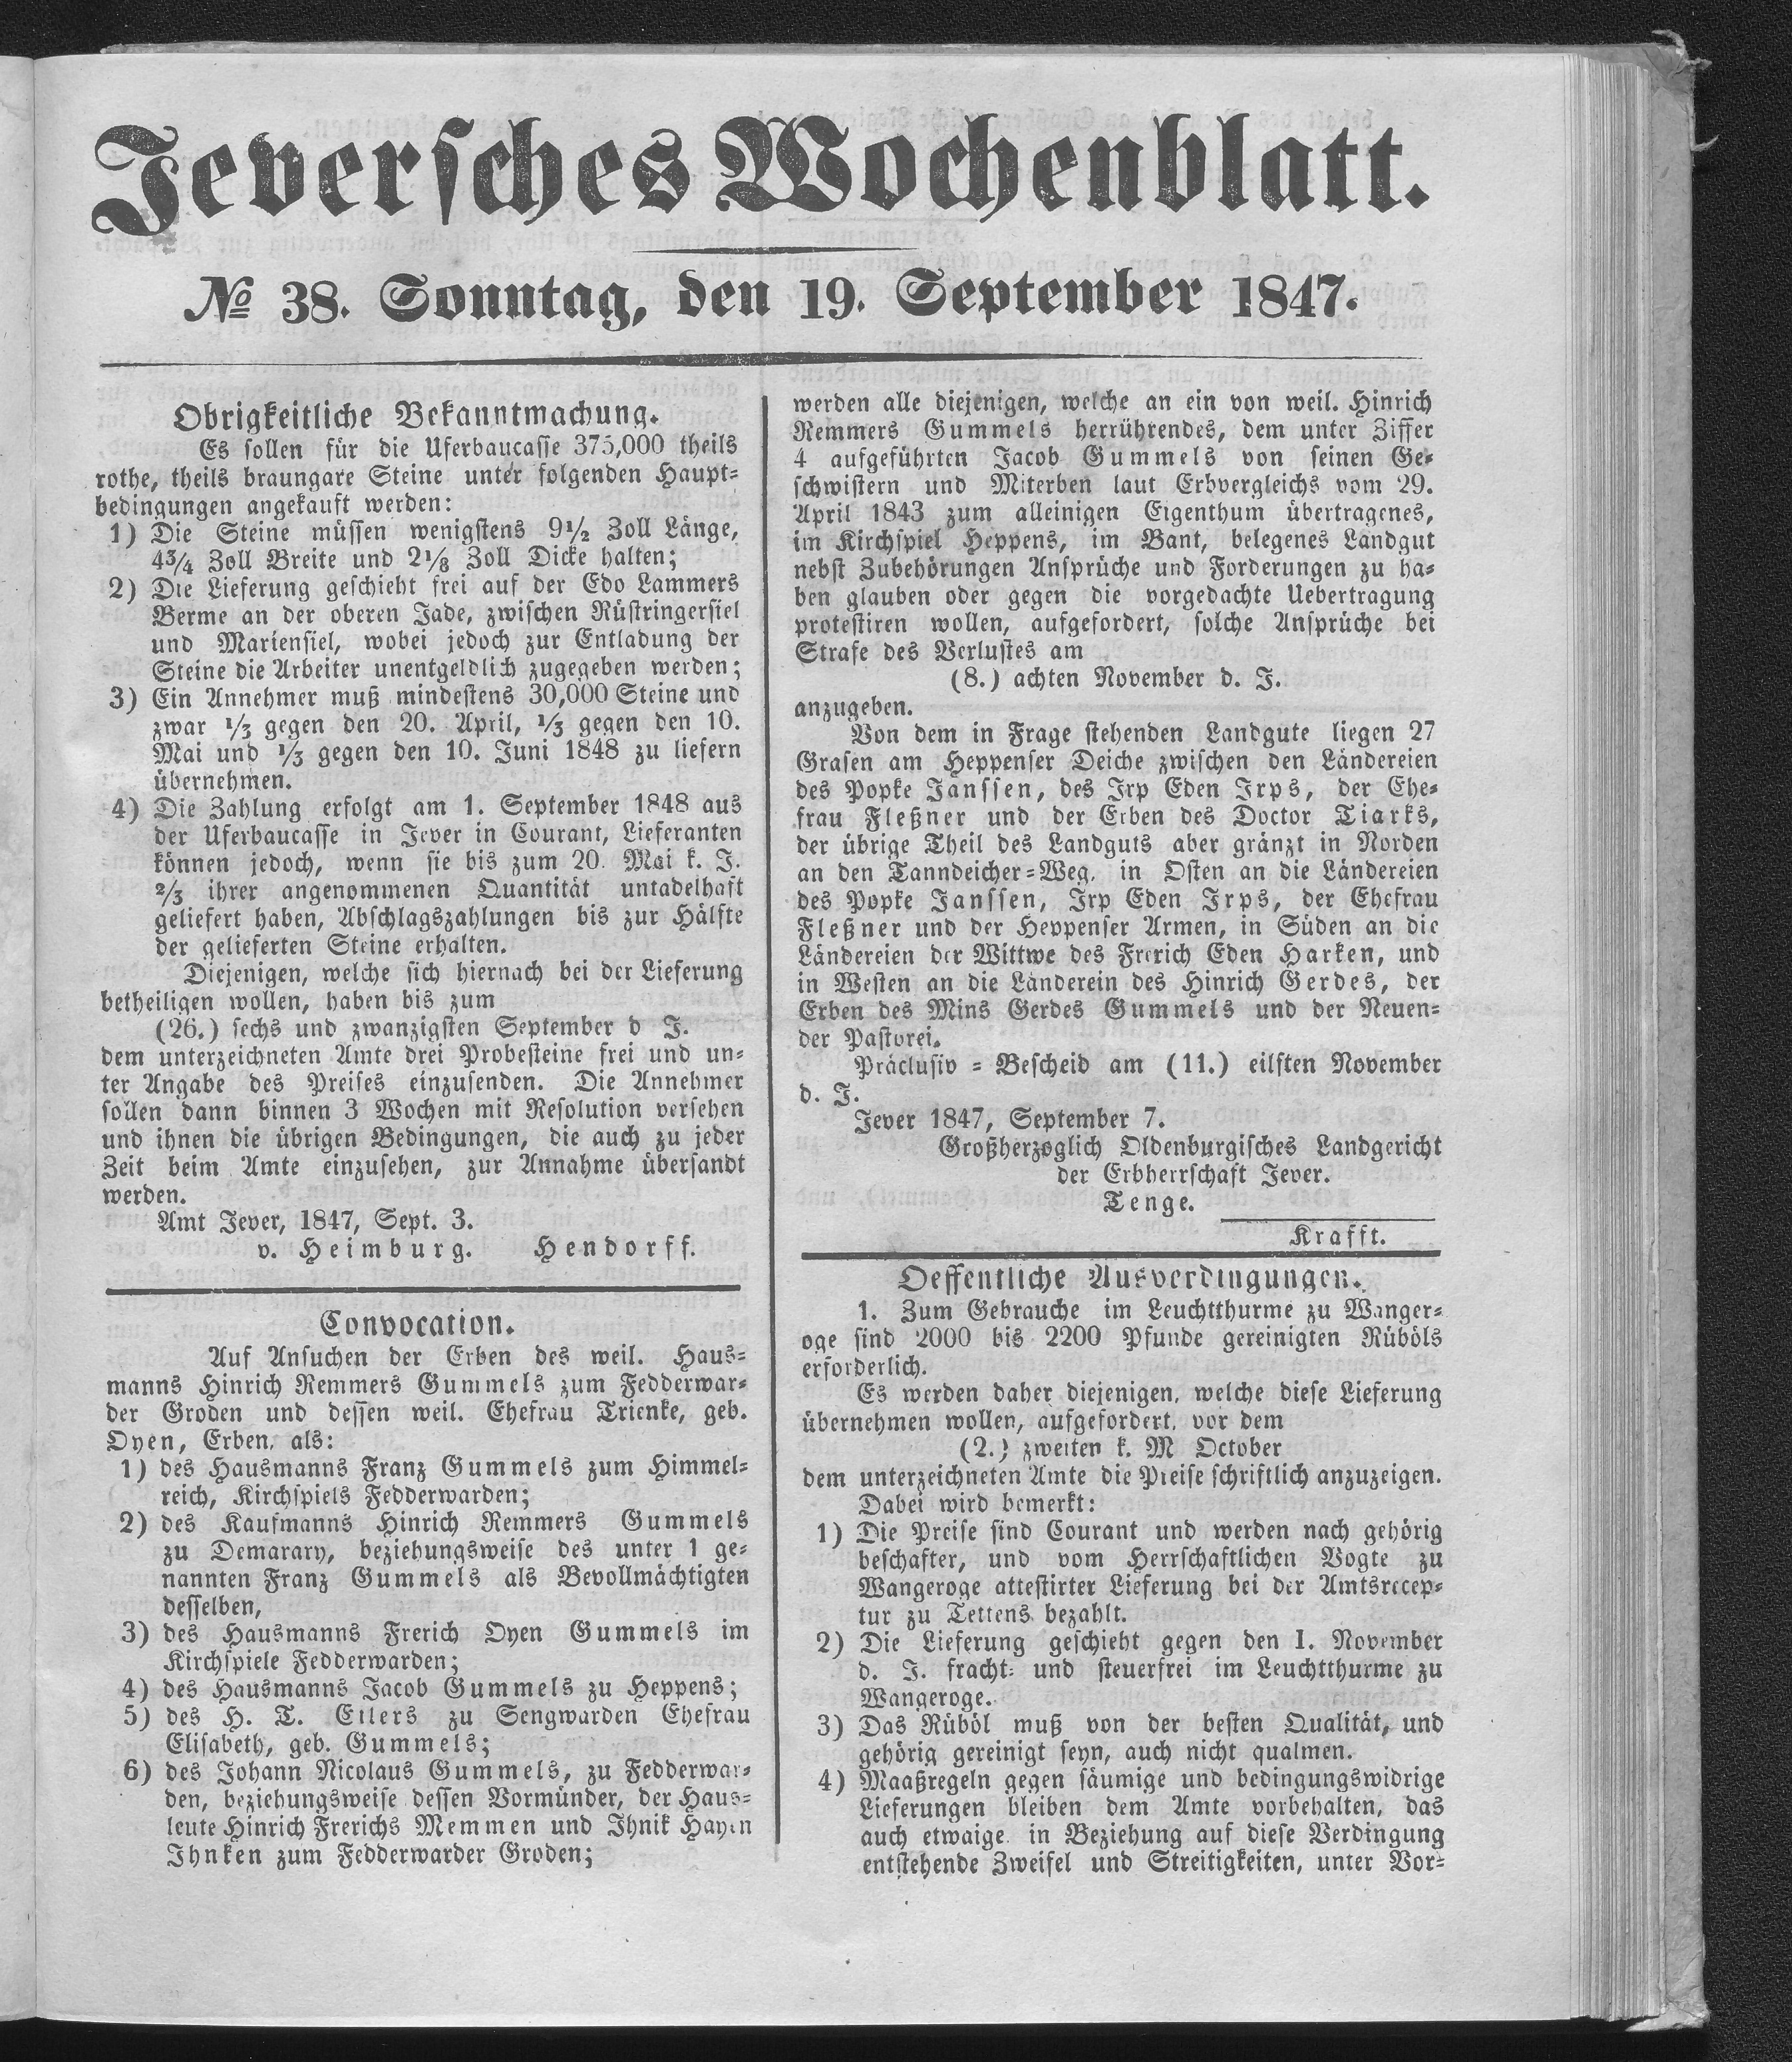 Jeversches Wochenblatt.
№ 38. Sonntag, den 19. September 1847.
Obrigkeitliche Bekanntmachung.
Es sollen für die Uferbaucasse 375,000 theils
rothe, theils braungare Steine unter folgenden Haupt=
bedingungen angekauft werden:
1) Die Steine müssen wenigstens 9½ Zoll Länge,
4¾ Zoll Breite und 2⅛ Zoll Dicke halten;
2) Die Lieferung geschieht frei auf der Edo Lammers
Berme an der oberen Jade, zwischen Rüstringersiel
und Mariensiel, wobei jedoch zur Entladung der
Steine die Arbeiter unentgeldlich zugegeben werden;
3) Ein Annehmer muß mindestens 30,000 Steine und
zwar ⅓ gegen den 20. April, ⅓ gegen den 10.
Mai und ⅓ gegen den 10. Juni 1848 zu liefern
übernehmen.
4) Die Zahlung erfolgt am 1. September 1848 aus
der Uferbaucasse in Jever in Courant, Lieferanten
können jedoch, wenn sie bis zum 20. Mai k. J.
⅔ ihrer angenommenen Quantität untadelhaft
geliefert haben, Abschlagszahlungen bis zur Hälfte
der gelieferten Steine erhalten.
Diejenigen, welche sich hiernach bei der Lieferung
betheiligen wollen, haben bis zum
(26.) sechs und zwanzigsten September d J.
dem unterzeichneten Amte drei Probesteine frei und un=
ter Angabe des Preises einzusenden. Die Annehmer
sollen dann binnen 3 Wochen mit Resolution versehen
und ihnen die übrigen Bedingungen, die auch zu jeder
Zeit beim Amte einzusehen, zur Annahme übersandt
werden.
Amt Jever, 1847, Sept. 3.
v. Heimburg. Hendorff.
Convocation.
Auf Ansuchen der Erben des weil. Haus=
manns Hinrich Remmers Gummels zum Fedderwar=
der Groden und dessen weil. Ehefrau Trienke, geb.
Oyen, Erben, als:
1) des Hausmanns Franz Gummels zum Himmel=
reich, Kirchspiels Fedderwarden;
2) des Kaufmanns Hinrich Remmers Gummels
zu Demarary, beziehungsweise des unter 1 ge=
nannten Franz Gummels als Bevollmächtigten
desselben,
3) des Hausmanns Frerich Oyen Gummels im
Kirchspiele Fedderwarden;
4) des Hausmanns Jacob Gummels zu Heppens;
5) des H. T. Eilers zu Sengwarden Ehefrau
Elisabeth, geb. Gummels;
6) des Johann Nicolaus Gummels, zu Fedderwar=
den, beziehungsweise dessen Vormünder, der Haus=
leute Hinrich Frerichs Memmen und Ihnik Hayen
Ihnken zum Fedderwarder Groden;
werden alle diejenigen, welche an ein von weil. Hinrich
Remmers Gummels herrührendes, dem unter Ziffer
4 aufgeführten Jacob Gummels von seinen Ge=
schwistern und Miterben laut Erbvergleichs vom 29.
April 1843 zum alleinigen Eigenthum übertragenes,
im Kirchspiel Heppens, im Bant, belegenes Landgut
nebst Zubehörungen Ansprüche und Forderungen zu ha=
ben glauben oder gegen die vorgedachte Uebertragung
protestiren wollen, aufgefordert, solche Ansprüche bei
Strafe des Verlustes am
(8.) achten November d. J.
anzugeben.
Von dem in Frage stehenden Landgute liegen 27
Grasen am Heppenser Deiche zwischen den Ländereien
des Popke Janssen, des Irp Eden Irps, der Ehe=
frau Fleßner und der Erben des Doctor Tiarks,
der übrige Theil des Landguts aber gränzt in Norden
an den Tanndeicher=Weg, in Osten an die Ländereien
des Popke Janssen, Irp Eden Irps, der Ehefrau
Fleßner und der Heppenser Armen, in Süden an die
Ländereien der Wittwe des Frerich Eden Harken, und
in Westen an die Länderein des Hinrich Gerdes, der
Erben des Mins Gerdes Gummels und der Neuen=
der Pastorei.
Präclusiv = Bescheid am (11.) eilften November
d. J.
Jever 1847, September 7.
Großherzoglich Oldenburgisches Landgericht
der Erbherrschaft Jever.
Tenge.
Krafft.
Oeffentliche Ausverdingungen.
1. Zum Gebrauche im Leuchtthurme zu Wanger=
oge sind 2000 bis 2200 Pfunde gereinigten Rüböls
erforderlich.
Es werden daher diejenigen, welche diese Lieferung
übernehmen wollen, aufgefordert, vor dem
(2.) zweiten k. M October
dem unterzeichneten Amte die Preise schriftlich anzuzeigen.
Dabei wird bemerkt:
1) Die Preise sind Courant und werden nach gehörig
beschafter, und vom Herrschaftlichen Vogte zu
Wangeroge attestirter Lieferung bei der Amtsrecep=
tur zu Tettens bezahlt.
2) Die Lieferung geschieht gegen den 1. November
d. J. fracht= und steuerfrei im Leuchtthurme zu
Wangeroge.
3) Das Rüböl muß von der besten Qualität, und
gehörig gereinigt seyn, auch nicht qualmen.
4) Maaßregeln gegen säumige und bedingungswidrige
Lieferungen bleiben dem Amte vorbehalten, das
auch etwaige in Beziehung auf diese Verdingung
entstehende Zweifel und Streitigkeiten, unter Vor=